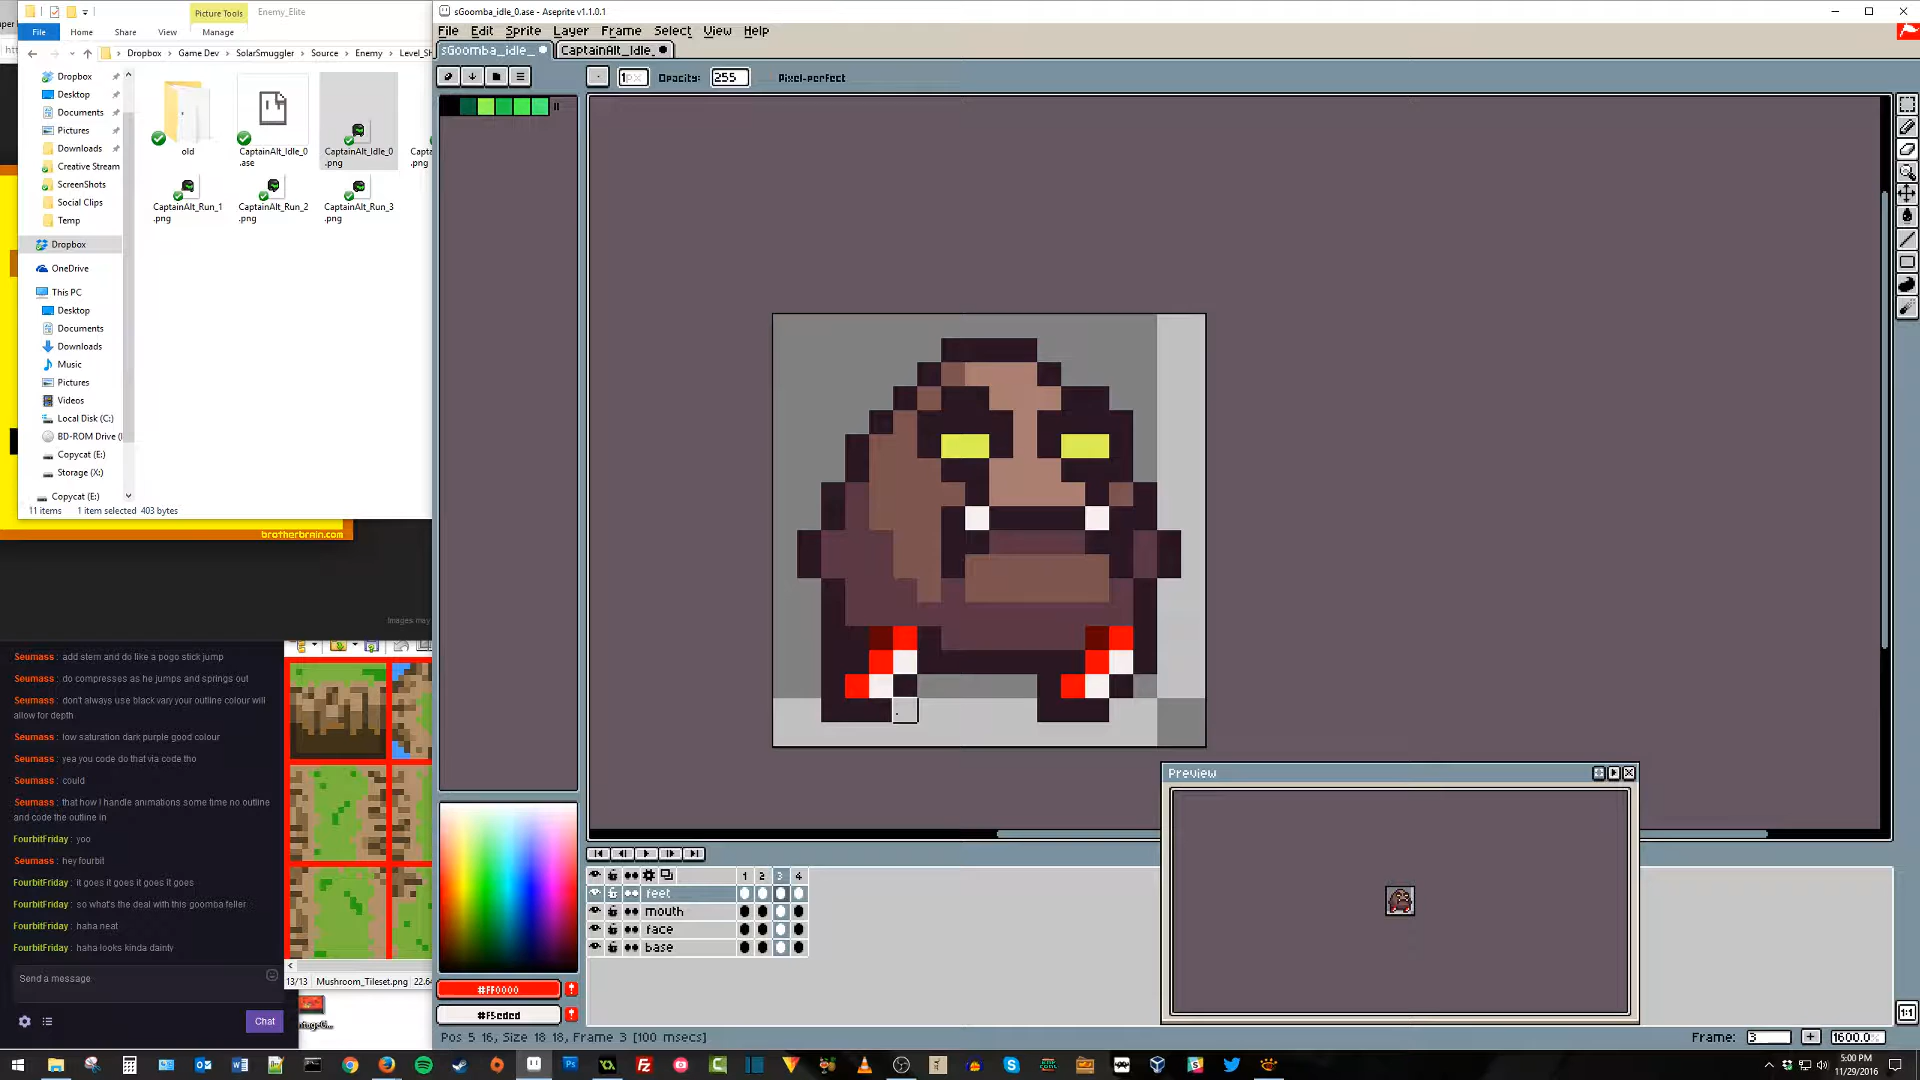 Picture Tools
Enemy_Elite
File
Home
Share
View
Manage
Dropbox > Game Dev > SolarSmuggler > Source > Enemy >
Dropbox
Desktop
Documents
Pictures
Downloads
Creative Stream
ScreenShots
Social Clips
Temp
Dropbox
OneDrive
This PC
Desktop
Documents
Downloads
Music
Pictures
Videos
Local Disk (C:)
BD-ROM Drive (
Copycat (E:)
Storage (X:)
Copycat (E:)
old
CaptainAlt_Idle_0
.ase
CaptainAlt_Idle_0
.png
CaptainAlt_Run_1
.png
CaptainAlt_Run_2
.png
CaptainAlt_Run_3
.png
11 items
1 item selected 403 bytes
brotherbrain.com
Images may
Seumass : add stem and do like a pogo stick jump
Seumass : do compresses as he jumps and springs out
Seumass : don't always use black vary your outline colour will
allow for depth
Seumass : low saturation dark purple good colour
Seumass : yea you code do that via code tho
Seumass : could
Seumass : that how I handle animations some time no outline
and code the outline in
FourbitFriday : yoo
Seumass : hey fourbit
FourbitFriday : it goes it goes it goes it goes
FourbitFriday : so what's the deal with this goomba feller
FourbitFriday : haha neat
FourbitFriday : haha looks kinda dainty
Send a message
Chat
13/13
Mushroom_Tileset.png
sGoomba_idle_0.ase - Aseprite v1.1.0.1
File Edit Sprite Layer Frame Select View Help
sGoomba_idle_
CaptainAlt_Idle_
1px
Opacity: 255
Pixel-perfect
Preview
1 2 3 4
feet
mouth
face
base
#FF0000
#F5eded
Pos 5 16, Size 18 18, Frame 3 [100 msecs]
1:1
Frame: 3
1600.0
5:00 PM
11/29/2016